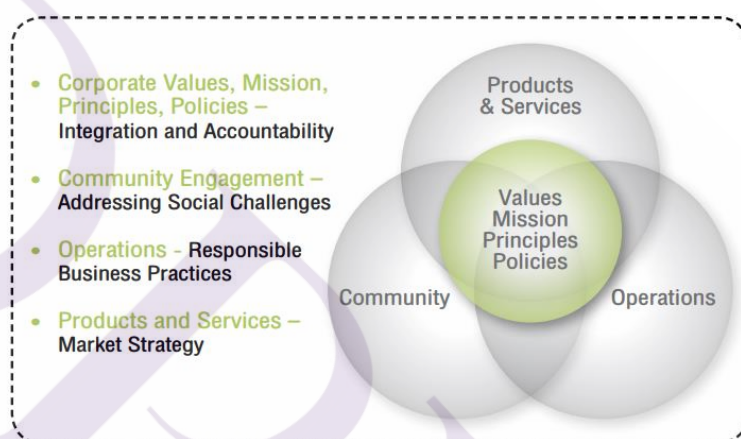 • Corporate Values, Mission,
Principles, Policies –
Integration and Accountability
• Community Engagement –
Addressing Social Challenges
• Operations - Responsible
Business Practices
• Products and Services –
Market Strategy
Products
& Services
Values
Mission
Principles
Policies
Community
Operations